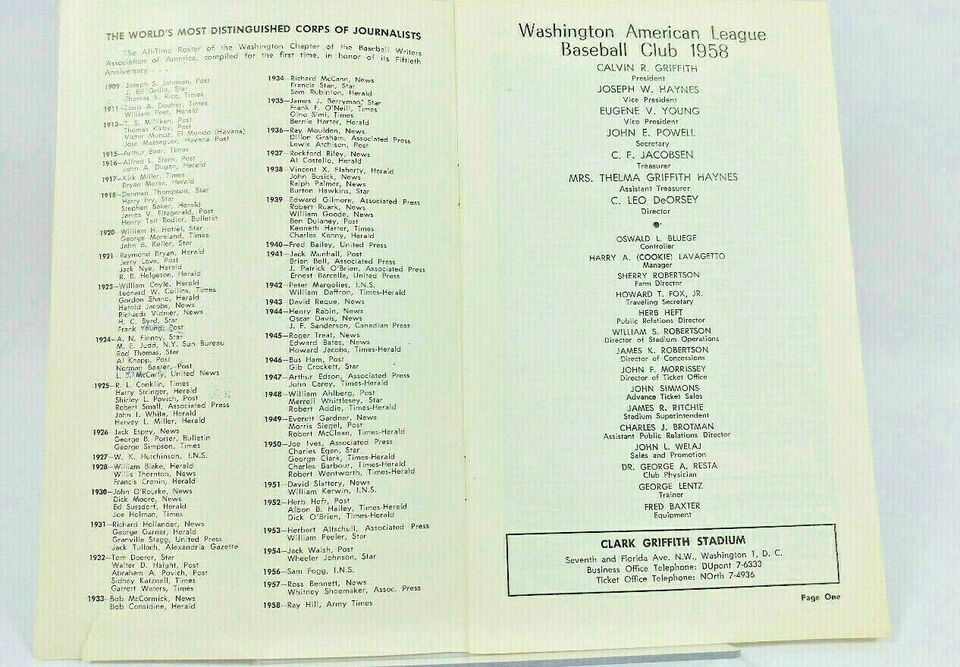 THE WORLD'S MOST DISTINGUISHED CORPS OF JOURNALISTS
The All-Time Roster of the Washington Chapter of the Baseball Writers
Association of America, compiled for the first time, in honor of its Fiftieth
Anniversary . . .
1909—Joseph S. Johnson, Post
J. Ed Grillo, Star
Thomas S. Rice, Times
1911—Louis A. Dougher, Times
William Peet, Herald
1913—T. S. Milliken, Post
Thomas Kirby, Post
Victor Munoz, El Mundo (Havana)
Jose Massaguer, Havana Post
1915—Arthur Baer, Times
1916—Alfred L. Stern, Post
John A. Dugan, Herald
1917—Kirk Miller, Times
Bryan Morse, Herald
1918—Denman Thompson, Star
Harry Fry, Star
Stephen Baker, Herald
James V. Fitzgerald, Post
Henry Tait Rodier, Bulletin
1920 William H. Hottel, Star
George Moreland, Times
John B. Keller, Star
1921 Raymond Bryan, Herald
Jerry Love, Post
Jack Nye, Herald
R. B. Helgeson, Herald
1923—William Coyle, Herald
Leonard W. Collins, Times
Gordon Shand, Herald
Harold Jacobs, News
Richards Vidmer, News
H. C. Byrd, Star
Frank Young, Post
1924—A. N. Finney, Star
M. E. Judd, N.Y. Sun Bureau
Rod Thomas, Star
Al Knapp, Post
Norman Baxter, Post
L. McCarty, United News
1925—R. L. Conklin, Times
Harry Stringer, Herald
Shirley L. Povich, Post
Robert Small, Associated Press
John I. White, Herald
Harvey L. Miller, Herald
1926 Jack Espey, News
George B. Porter, Bulletin
George Simpson, Times
1927—W. K. Hutchinson, I.N.S.
1928—William Blake, Herald
Willis Thornton, News
Francis Cronin, Herald
1930—John O'Rourke, News
Dick Moore, News
Ed Sussdorf, Herald
Joe Holman, Times
1931—Richard Hollander, News
George Garner, Herald
Granville Slagg, United Press
Jack Tulloch, Alexandria Gazette
1932—Tom Doerer, Star
Walter D. Haight, Post
Abraham A. Povich, Post
Sidney Katznell, Times
Garrett Waters, Times
1933—Bob McCormick, News
Bob Considine, Herald
1934—Richard McCann, News
Francis Stan, Star
Sam Rubinton, Herald
1935—James J. Berryman, Star
Frank F. O'Neill, Times
Gino Simi, Times
Bernie Harter, Herald
1936—Ray Moulden, News
Dillon Graham, Associated Press
Lewis Atchison, Post
1937—Rockford Riley, News
Al Costello, Herald
1938—Vincent X. Flaherty, Herald
John Busick, News
Ralph Palmer, News
Burton Hawkins, Star
1939 Edward Gilmore, Associated Press
Robert Ruark, News
William Goode, News
Ben Dulaney, Post
Kenneth Harter, Times
Charles Kenny, Herald
1940—Fred Bailey, United Press
1941—Jack Munhall, Post
Brian Bell, Associated Press
J. Patrick O'Brien, Associated Press
Ernest Barcella, United Press
1942—Peter Margolies, I.N.S.
William Daffron, Times-Herald
1943 David Reque, News
1944—Henry Rabin, News
Oscar Davis, News
J. F. Sanderson, Canadian Press
1945—Roger Treat, News
Edward Bates, News
Howard Jacobs, Times-Herald
1946—Bus Ham, Post
Gib Crockett, Star
1947—Arthur Edson, Associated Press
John Carey, Times-Herald
1948—William Ahlberg, Post
Merrell Whittlesey, Star
Robert Addie, Times-Herald
1949—Everett Gardner, News
Morris Siegel, Post
Robert McClean, Times-Herald
1950—Joe Ives, Associated Press
Charles Egan, Star
George Clark, Times-Herald
Charles Barbour, Times-Herald
Robert Wentworth, Times-Herald
1951—David Slattery, News
William Kerwin, I.N.S.
1952—Herb Heft, Post
Albon B. Hailey, Times-Herald
Dick O'Brien, Times-Herald
1953—Herbert Altschull, Associated Press
William Peeler, Star
1954—Jack Walsh, Post
Wheeler Johnson, Star
1956—Sam Fogg, I.N.S.
1957—Ross Bennett, News
Whitney Shoemaker, Assoc. Press
1958—Ray Hill, Army Times
Washington American League
Baseball Club 1958
CALVIN R. GRIFFITH
President
JOSEPH W. HAYNES
Vice President
EUGENE V. YOUNG
Vice President
JOHN E. POWELL
Secretary
C. F. JACOBSEN
Treasurer
MRS. THELMA GRIFFITH HAYNES
Assistant Treasurer
C. LEO DeORSEY
Director
OSWALD L. BLUEGE
Controller
HARRY A. (COOKIE) LAVAGETTO
Manager
SHERRY ROBERTSON
Farm Director
HOWARD T. FOX, JR.
Traveling Secretary
HERB HEFT
Public Relations Director
WILLIAM S. ROBERTSON
Director of Stadium Operations
JAMES K. ROBERTSON
Director of Concessions
JOHN F. MORRISSEY
Director of Ticket Office
JOHN SIMMONS
Advance Ticket Sales
JAMES R. RITCHIE
Stadium Superintendent
CHARLES J. BROTMAN
Assistant Public Relations Director
JOHN L. WELAJ
Sales and Promotion
DR. GEORGE A. RESTA
Club Physician
GEORGE LENTZ
Trainer
FRED BAXTER
Equipment
CLARK GRIFFITH STADIUM
Seventh and Florida Ave. N.W., Washington 1, D. C.
Business Office Telephone: DUpont 7-6333
Ticket Office Telephone: NOrth 7-4936
Page One